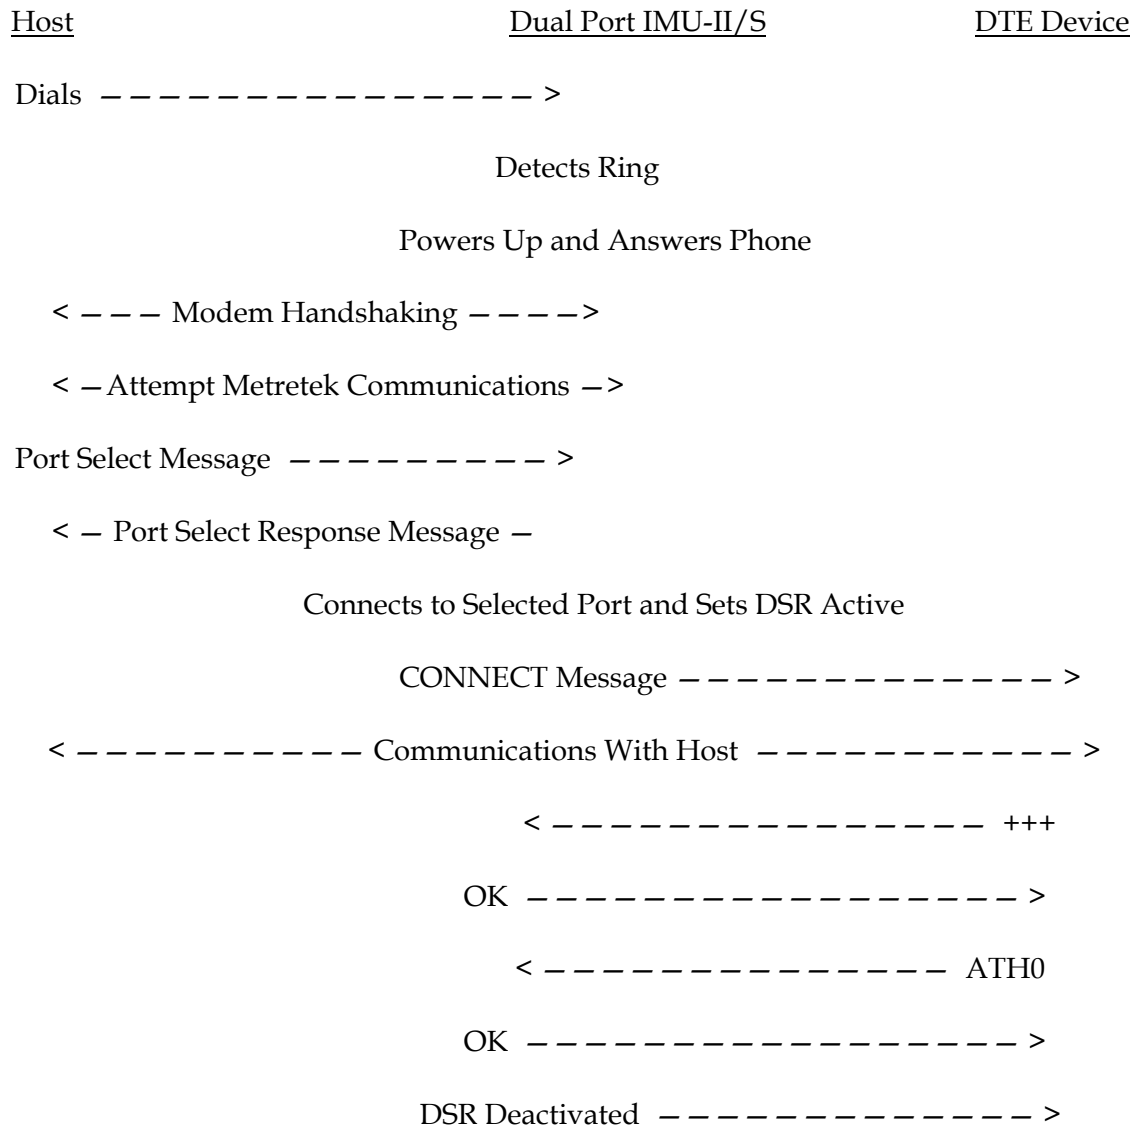 Host Dual Port IMU-II/S DTE Device
Dials — — — — — — — — — — — — — — — >
Detects Ring
Powers Up and Answers Phone
< — — — Modem Handshaking — — — —>
< —Attempt Metretek Communications —>
Port Select Message — — — — — — — — — >
< — Port Select Response Message —
Connects to Selected Port and Sets DSR Active
CONNECT Message — — — — — — — — — — — — — >
< — — — — — — — — — — Communications With Host — — — — — — — — — — — >
< — — — — — — — — — — — — — — — +++
OK — — — — — — — — — — — — — — — — — >
< — — — — — — — — — — — — — — ATH0
OK — — — — — — — — — — — — — — — — — >
DSR Deactivated — — — — — — — — — — — — — >